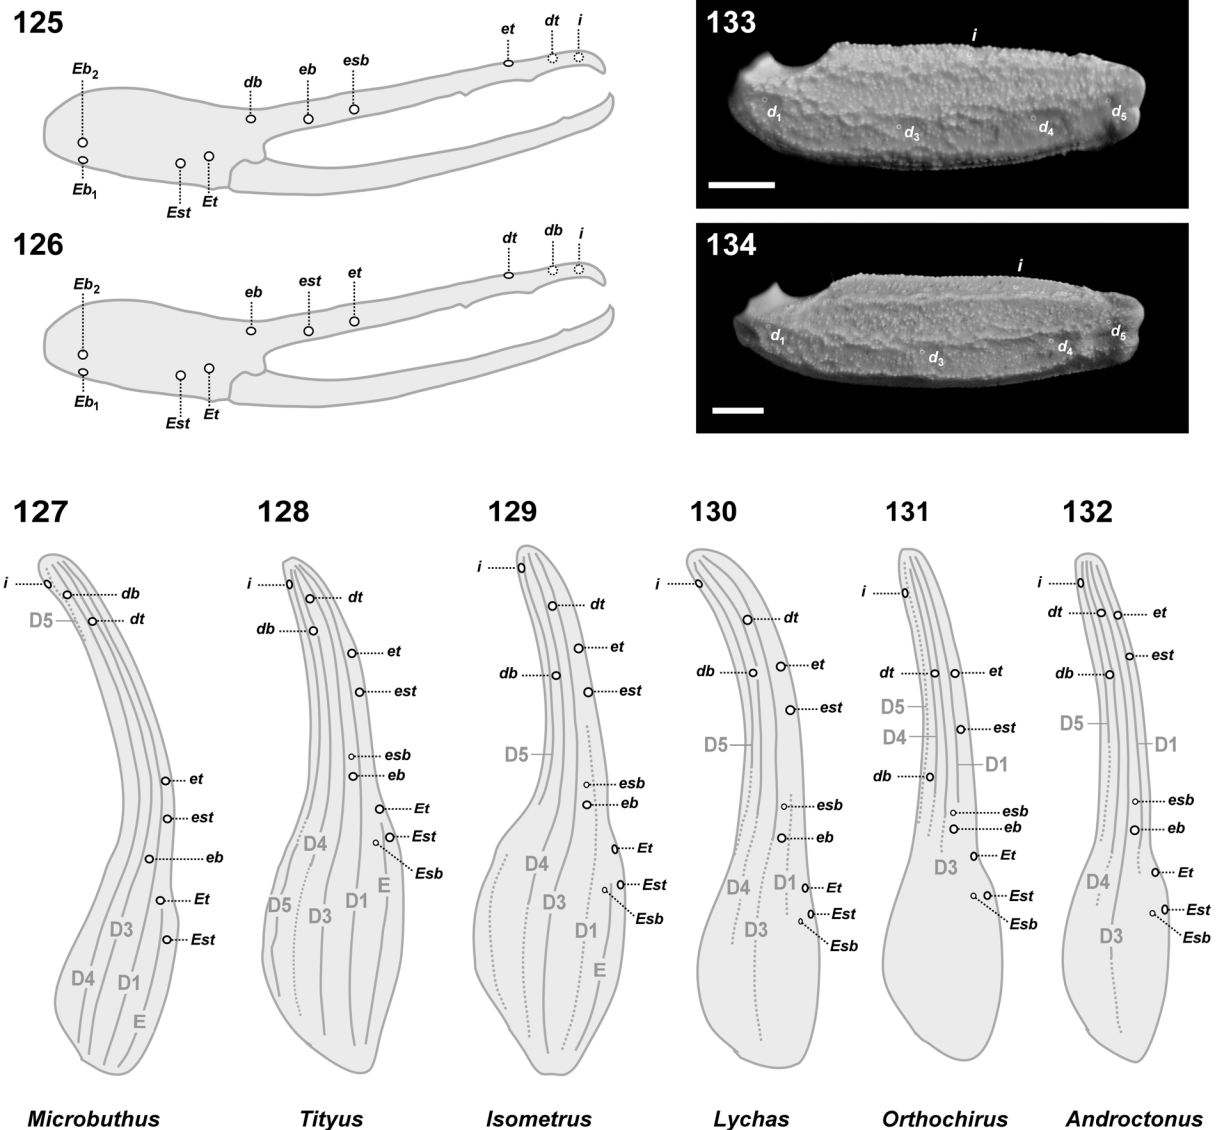 125
Eb2
db
eb
esb
et
dt
i
Eb1
Est
Et
126
Eb2
eb
est
et
dt
db
i
Eb1
Est
Et
133
i
d1
d3
d4
d5
134
i
d1
d3
d4
d5
127
i
db
dt
D5
et
est
eb
Et
Est
D3
D4
D1
E
Microbuthus
128
i
dt
db
et
est
esb
eb
Et
Est
Esb
D4
D5
D3
D1
E
Tityus
129
i
dt
et
db
est
D5
esb
eb
Et
Est
Esb
D4
D3
D1
E
Isometrus
130
i
dt
et
db
est
D5
esb
eb
Et
Est
Esb
D4
D1
D3
Lychas
131
i
dt
et
D5
est
D4
D1
db
esb
eb
Et
D3
Est
Esb
Orthochirus
132
i
dt
et
est
db
D5
D1
esb
eb
Et
D4
Est
Esb
D3
Androctonus